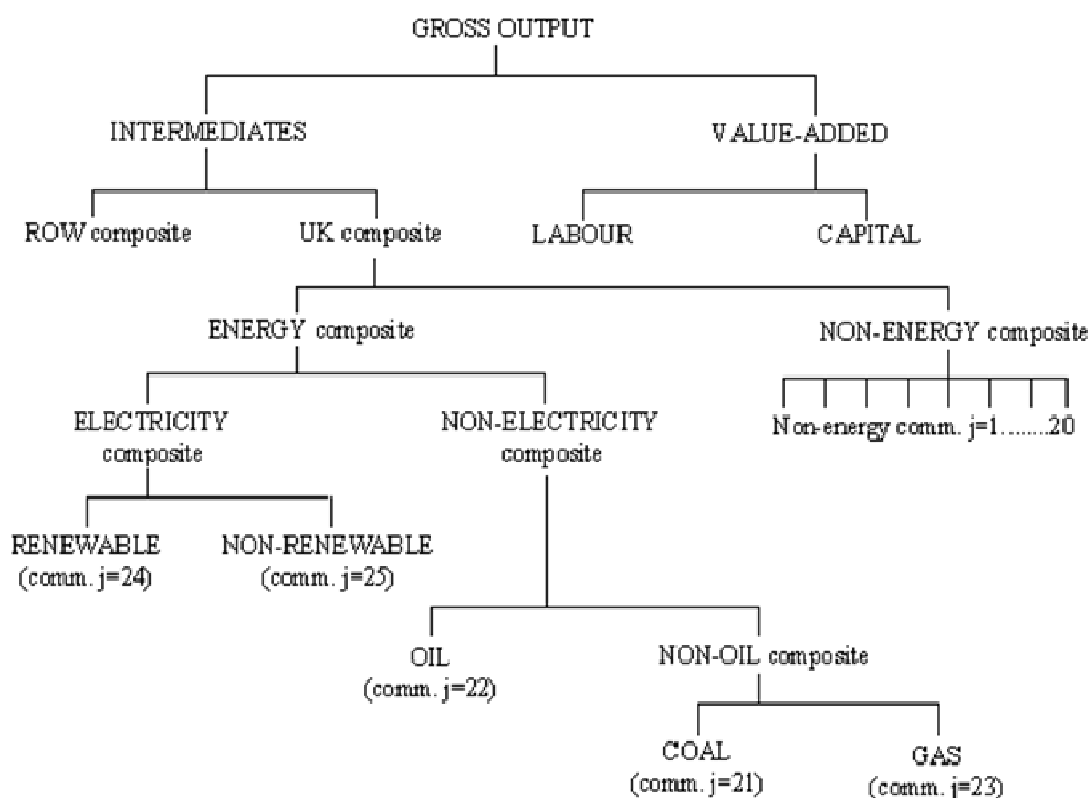 GROSS OUTPUT
INTERMEDIATES
VALUE-ADDED
ROW composite
UK composite
LABOUR
CAPITAL
ENERGY composite
NON-ENERGY composite
ELECTRICITY
composite
NON-ELECTRICITY
composite
Non-energy comm. j=1........20
RENEWABLE
(comm. j=24)
NON-RENEWABLE
(comm. j=25)
OIL
(comm. j=22)
NON-OIL composite
COAL
(comm. j=21)
GAS
(comm. j=23)